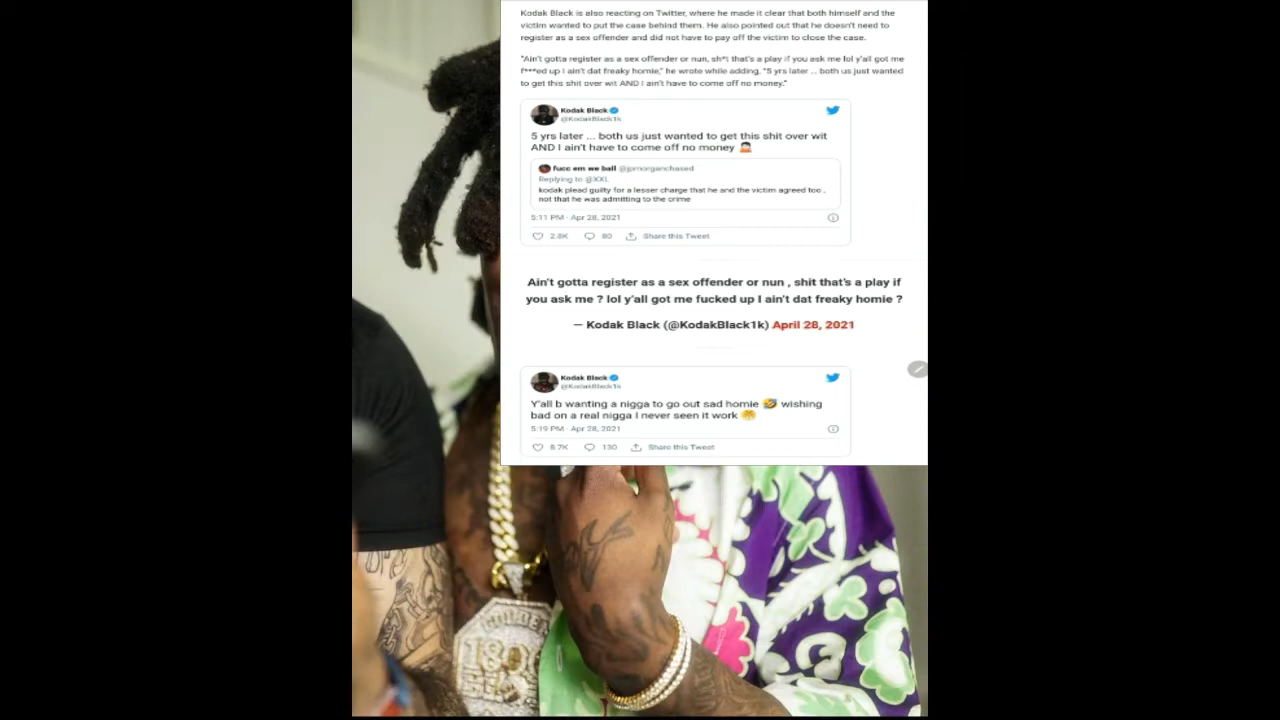 Kodak Black is also reacting on Twitter, where he made it clear that both himself and the
victim wanted to put the case behind them. He also pointed out that he doesn't need to
register as a sex offender and did not have to pay off the victim to close the case.
"Ain't gotta register as a sex offender or nun, sh*t that's a play if you ask me lol y'all got me
f***ed up I ain't dat freaky homie," he wrote while adding, "5 yrs later ... both us just wanted
to get this shit over wit AND I ain't have to come off no money."
Kodak Black
@KodakBlack1k
5 yrs later ... both us just wanted to get this shit over wit
AND I ain't have to come off no money 🤷🏻
fucc em we ball @jpmorganchased
Replying to @XXL
kodak plead guilty for a lesser charge that he and the victim agreed too ,
not that he was admitting to the crime
5:11 PM · Apr 28, 2021
2.8K 80 Share this Tweet
Ain't gotta register as a sex offender or nun , shit that's a play if
you ask me ? lol y'all got me fucked up I ain't dat freaky homie ?
— Kodak Black (@KodakBlack1k) April 28, 2021
Kodak Black
@KodakBlack1k
Y'all b wanting a nigga to go out sad homie 🤣 wishing
bad on a real nigga I never seen it work 😤
5:19 PM · Apr 28, 2021
8.7K 130 Share this Tweet